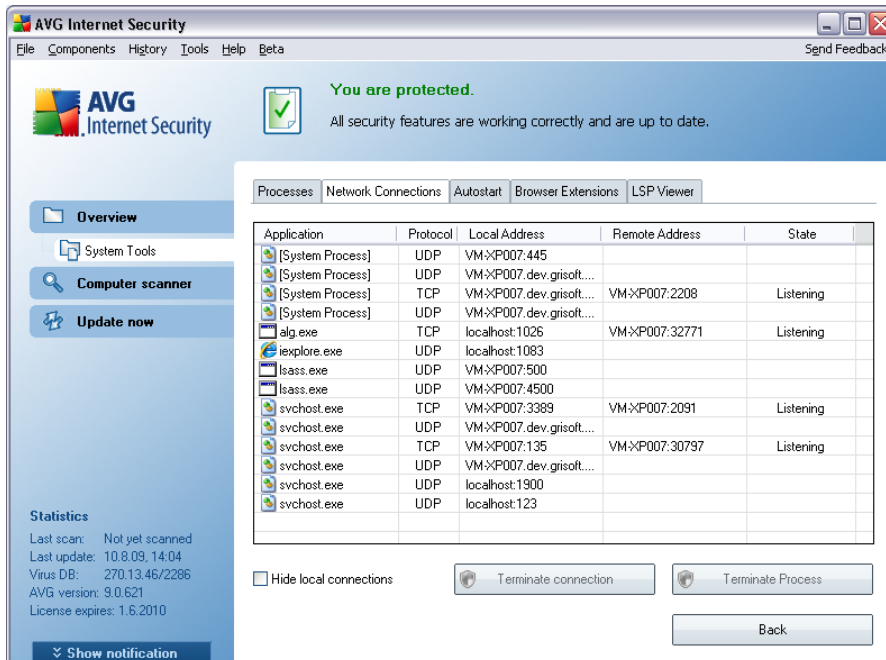 AVG Internet Security
File Components History Tools Help Beta Send Feedback
AVG
Internet Security
You are protected.
All security features are working correctly and are up to date.
Overview
System Tools
Computer scanner
Update now
Processes Network Connections Autostart Browser Extensions LSP Viewer
Application Protocol Local Address Remote Address State
[System Process] UDP VM-XP007:445
[System Process] UDP VM-XP007.dev.grisoft....
[System Process] TCP VM-XP007.dev.grisoft.... VM-XP007:2208 Listening
[System Process] UDP VM-XP007.dev.grisoft....
alg.exe TCP localhost:1026 VM-XP007:32771 Listening
iexplore.exe UDP localhost:1083
lsass.exe UDP VM-XP007:500
lsass.exe UDP VM-XP007:4500
svchost.exe TCP VM-XP007:3389 VM-XP007:2091 Listening
svchost.exe UDP VM-XP007.dev.grisoft....
svchost.exe TCP VM-XP007:135 VM-XP007:30797 Listening
svchost.exe UDP VM-XP007.dev.grisoft....
svchost.exe UDP localhost:1900
svchost.exe UDP localhost:123
Hide local connections Terminate connection Terminate Process
Back
Statistics
Last scan: Not yet scanned
Last update: 10.8.09, 14:04
Virus DB: 270.13.46/2286
AVG version: 9.0.621
License expires: 1.6.2010
Show notification